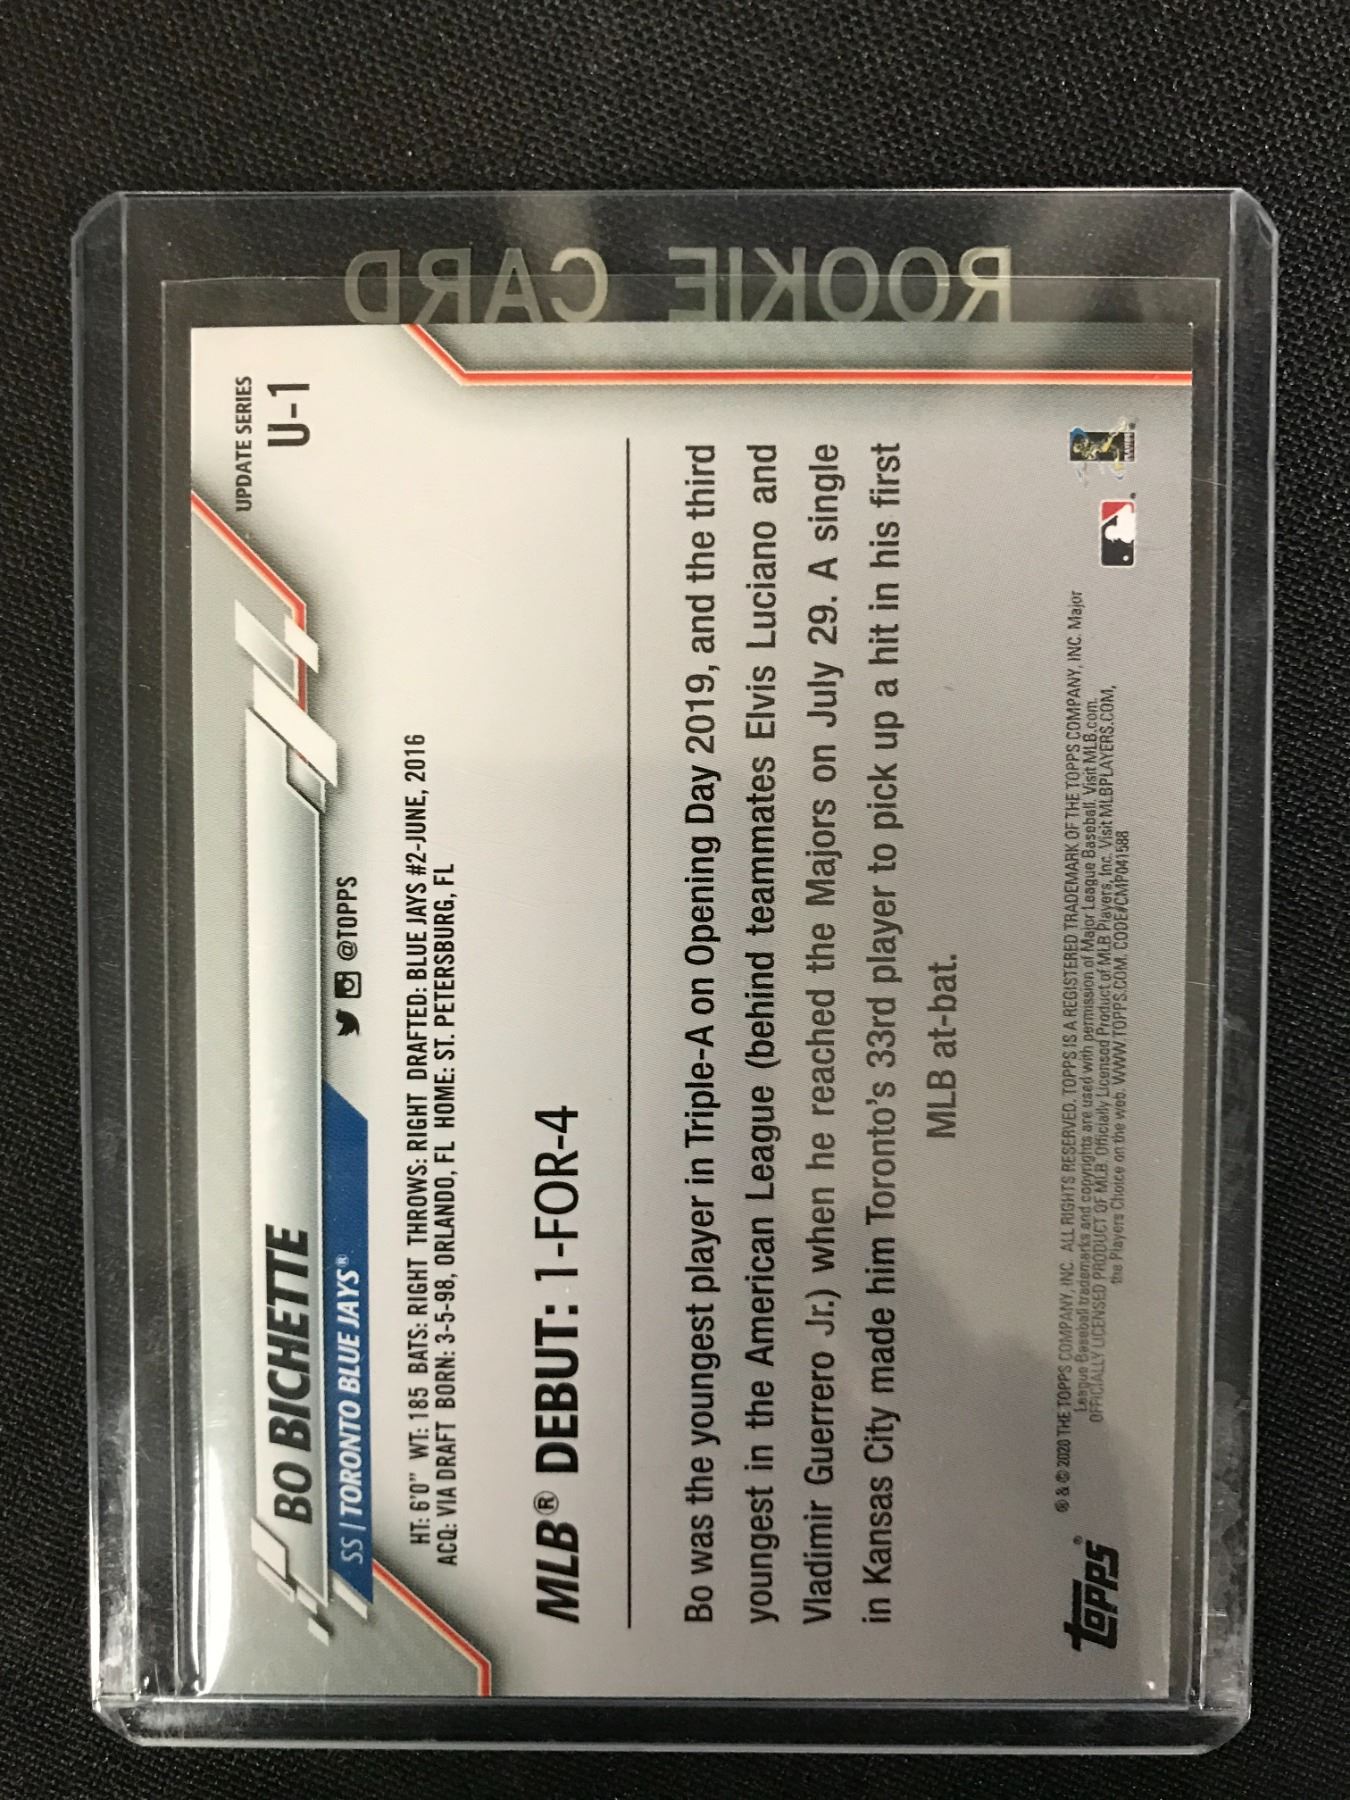 ROOKIE CARD
UPDATE SERIES
U-1
BO BICHETTE
SS | TORONTO BLUE JAYS®
@TOPPS
HT: 6'0" WT: 185 BATS: RIGHT THROWS: RIGHT DRAFTED: BLUE JAYS #2-JUNE, 2016
ACQ: VIA DRAFT BORN: 3-5-98, ORLANDO, FL HOME: ST. PETERSBURG, FL
MLB® DEBUT: 1-FOR-4
Bo was the youngest player in Triple-A on Opening Day 2019, and the third
youngest in the American League (behind teammates Elvis Luciano and
Vladimir Guerrero Jr.) when he reached the Majors on July 29. A single
in Kansas City made him Toronto's 33rd player to pick up a hit in his first
MLB at-bat.
topps®
® & © 2020 THE TOPPS COMPANY, INC. ALL RIGHTS RESERVED. TOPPS IS A REGISTERED TRADEMARK OF THE TOPPS COMPANY, INC. Major
League Baseball trademarks and copyrights are used with permission of Major League Baseball. Visit MLB.com.
OFFICIALLY LICENSED PRODUCT OF MLB Players, Inc. Visit MLBPLAYERS.COM,
the Players Choice on the web. WWW.TOPPS.COM. CODE#CMP041588